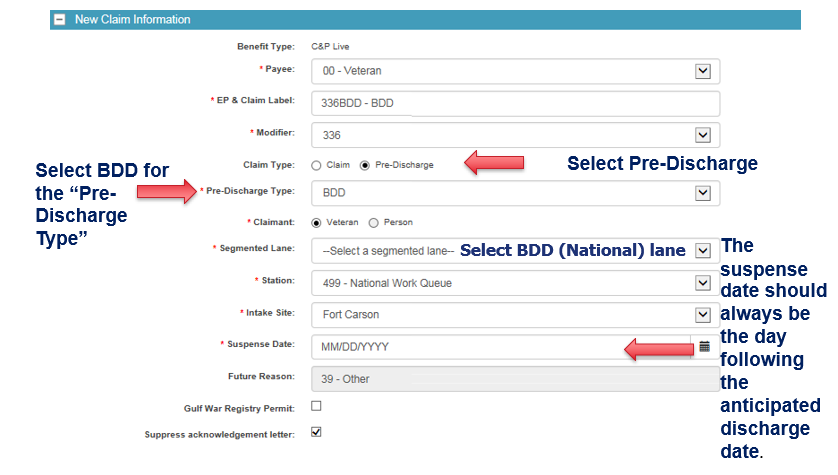 New Claim Information
Benefit Type: C&P Live
* Payee: 00 - Veteran
* EP & Claim Label: 336BDD - BDD
* Modifier: 336
Claim Type: Claim Pre-Discharge
Select Pre-Discharge
Select BDD for
the “Pre-
Discharge
Type”
* Pre-Discharge Type: BDD
* Claimant: Veteran Person
* Segmented Lane: --Select a segmented lane-- Select BDD (National) lane
* Station: 499 - National Work Queue
* Intake Site: Fort Carson
* Suspense Date: MM/DD/YYYY
The
suspense
date should
always be
the day
following
the
anticipated
discharge
date.
Future Reason: 39 - Other
Gulf War Registry Permit:
Suppress acknowledgement letter: